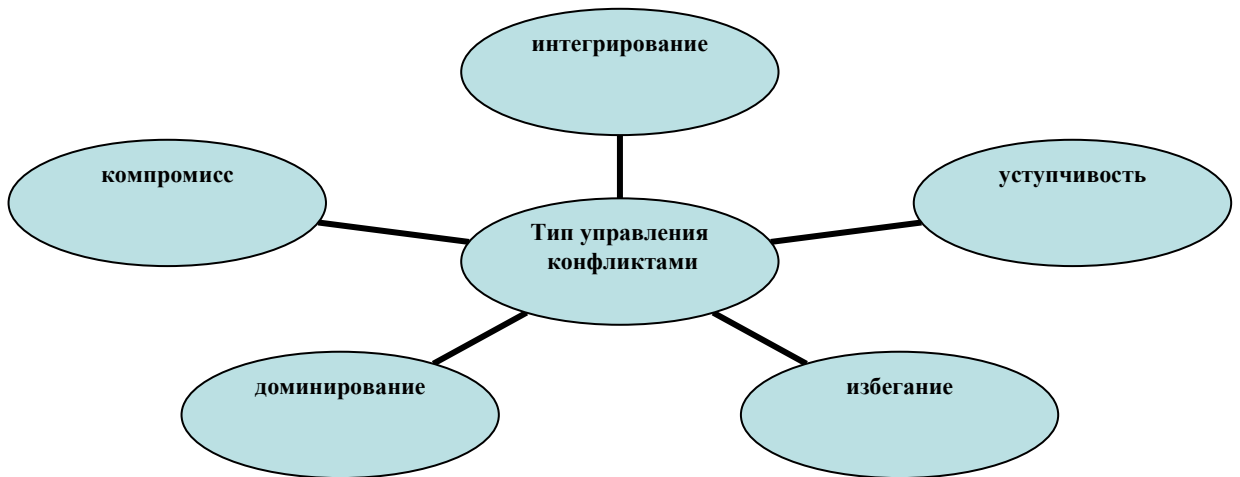 интегрирование
компромисс
уступчивость
Тип управления
конфликтами
доминирование
избегание